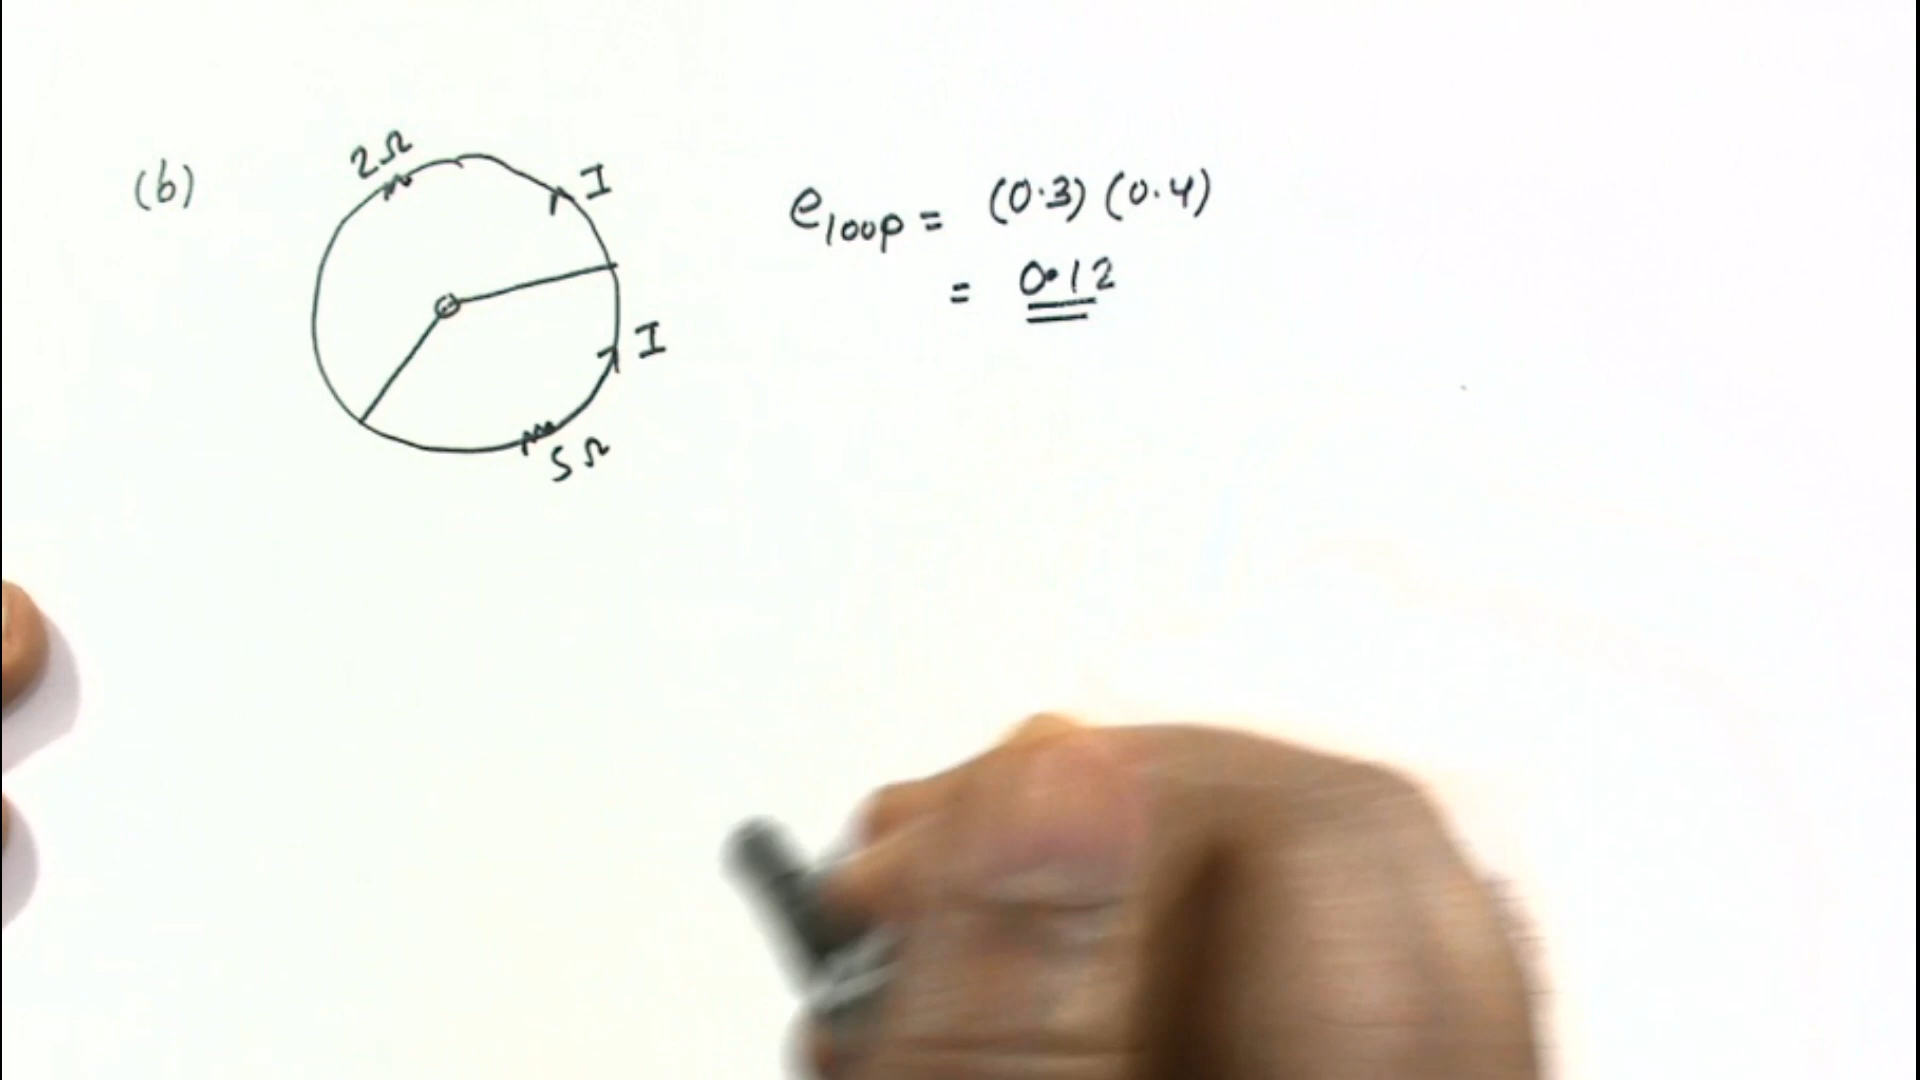 (b)
2Ω
I
I
5Ω
e_loop = (0.3) (0.4)
= 0.12